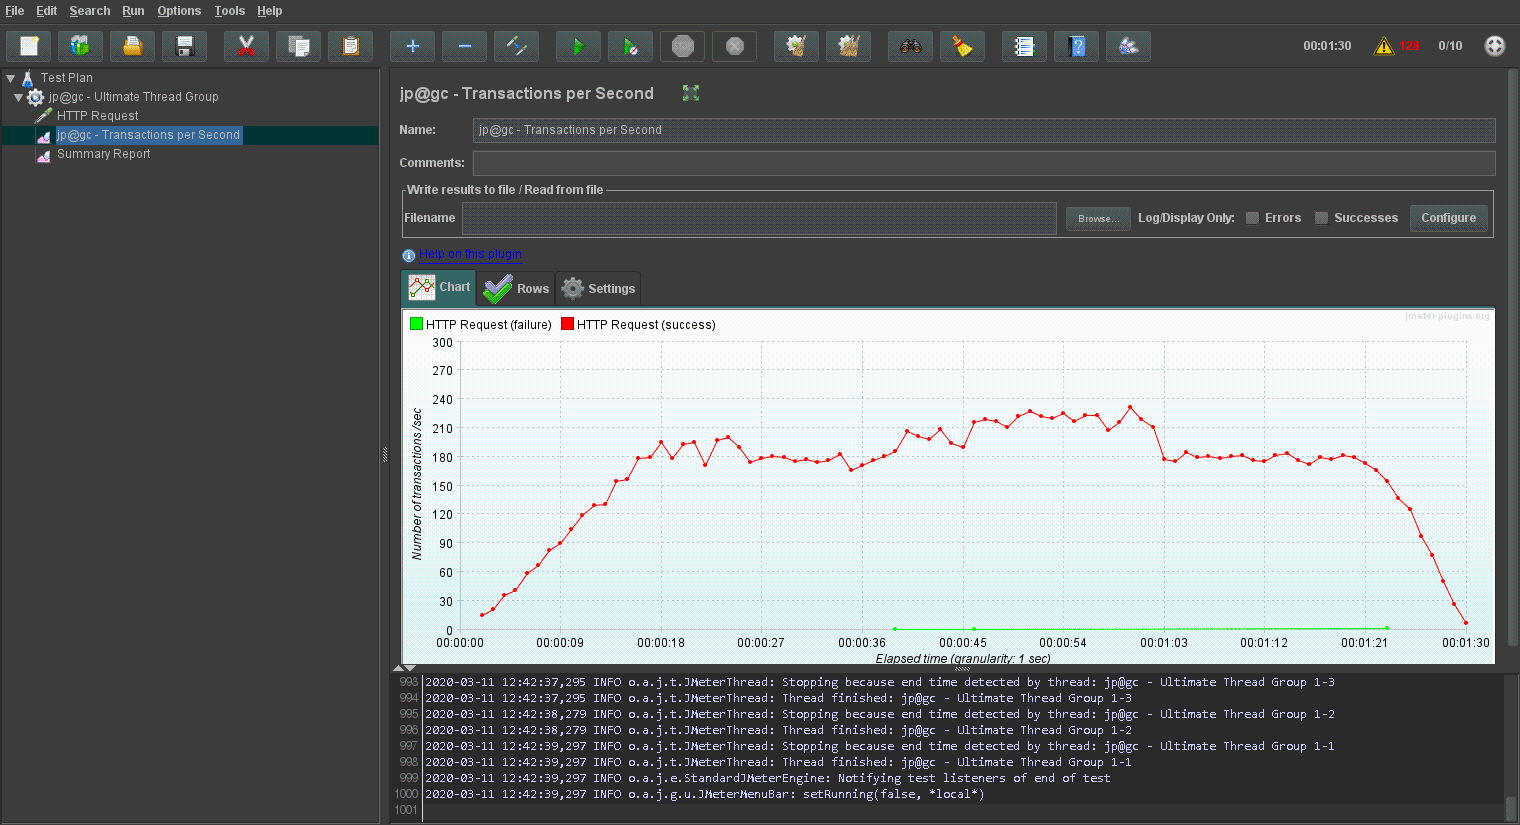 File Edit Search Run Options Tools Help
00:01:30 0/10
Test Plan
jp@gc - Ultimate Thread Group
HTTP Request
jp@gc - Transactions per Second
Summary Report
jp@gc - Transactions per Second
Name: jp@gc - Transactions per Second
Comments:
Write results to file / Read from file
Filename Browse... Log/Display Only: Errors Successes Configure
Help on this plugin
Chart Rows Settings
HTTP Request (failure) HTTP Request (success) jmeter-plugins.org
300
270
240
210
180
150
120
90
60
30
0
Number of transactions /sec
00:00:00 00:00:09 00:00:18 00:00:27 00:00:36 00:00:45 00:00:54 00:01:03 00:01:12 00:01:21 00:01:30
Elapsed time (granularity: 1 sec)
993 2020-03-11 12:42:37,295 INFO o.a.j.t.JMeterThread: Stopping because end time detected by thread: jp@gc - Ultimate Thread Group 1-3
994 2020-03-11 12:42:37,295 INFO o.a.j.t.JMeterThread: Thread finished: jp@gc - Ultimate Thread Group 1-3
995 2020-03-11 12:42:38,279 INFO o.a.j.t.JMeterThread: Stopping because end time detected by thread: jp@gc - Ultimate Thread Group 1-2
996 2020-03-11 12:42:38,279 INFO o.a.j.t.JMeterThread: Thread finished: jp@gc - Ultimate Thread Group 1-2
997 2020-03-11 12:42:39,297 INFO o.a.j.t.JMeterThread: Stopping because end time detected by thread: jp@gc - Ultimate Thread Group 1-1
998 2020-03-11 12:42:39,297 INFO o.a.j.t.JMeterThread: Thread finished: jp@gc - Ultimate Thread Group 1-1
999 2020-03-11 12:42:39,297 INFO o.a.j.e.StandardJMeterEngine: Notifying test listeners of end of test
1000 2020-03-11 12:42:39,297 INFO o.a.j.g.u.JMeterMenuBar: setRunning(false, *local*)
1001